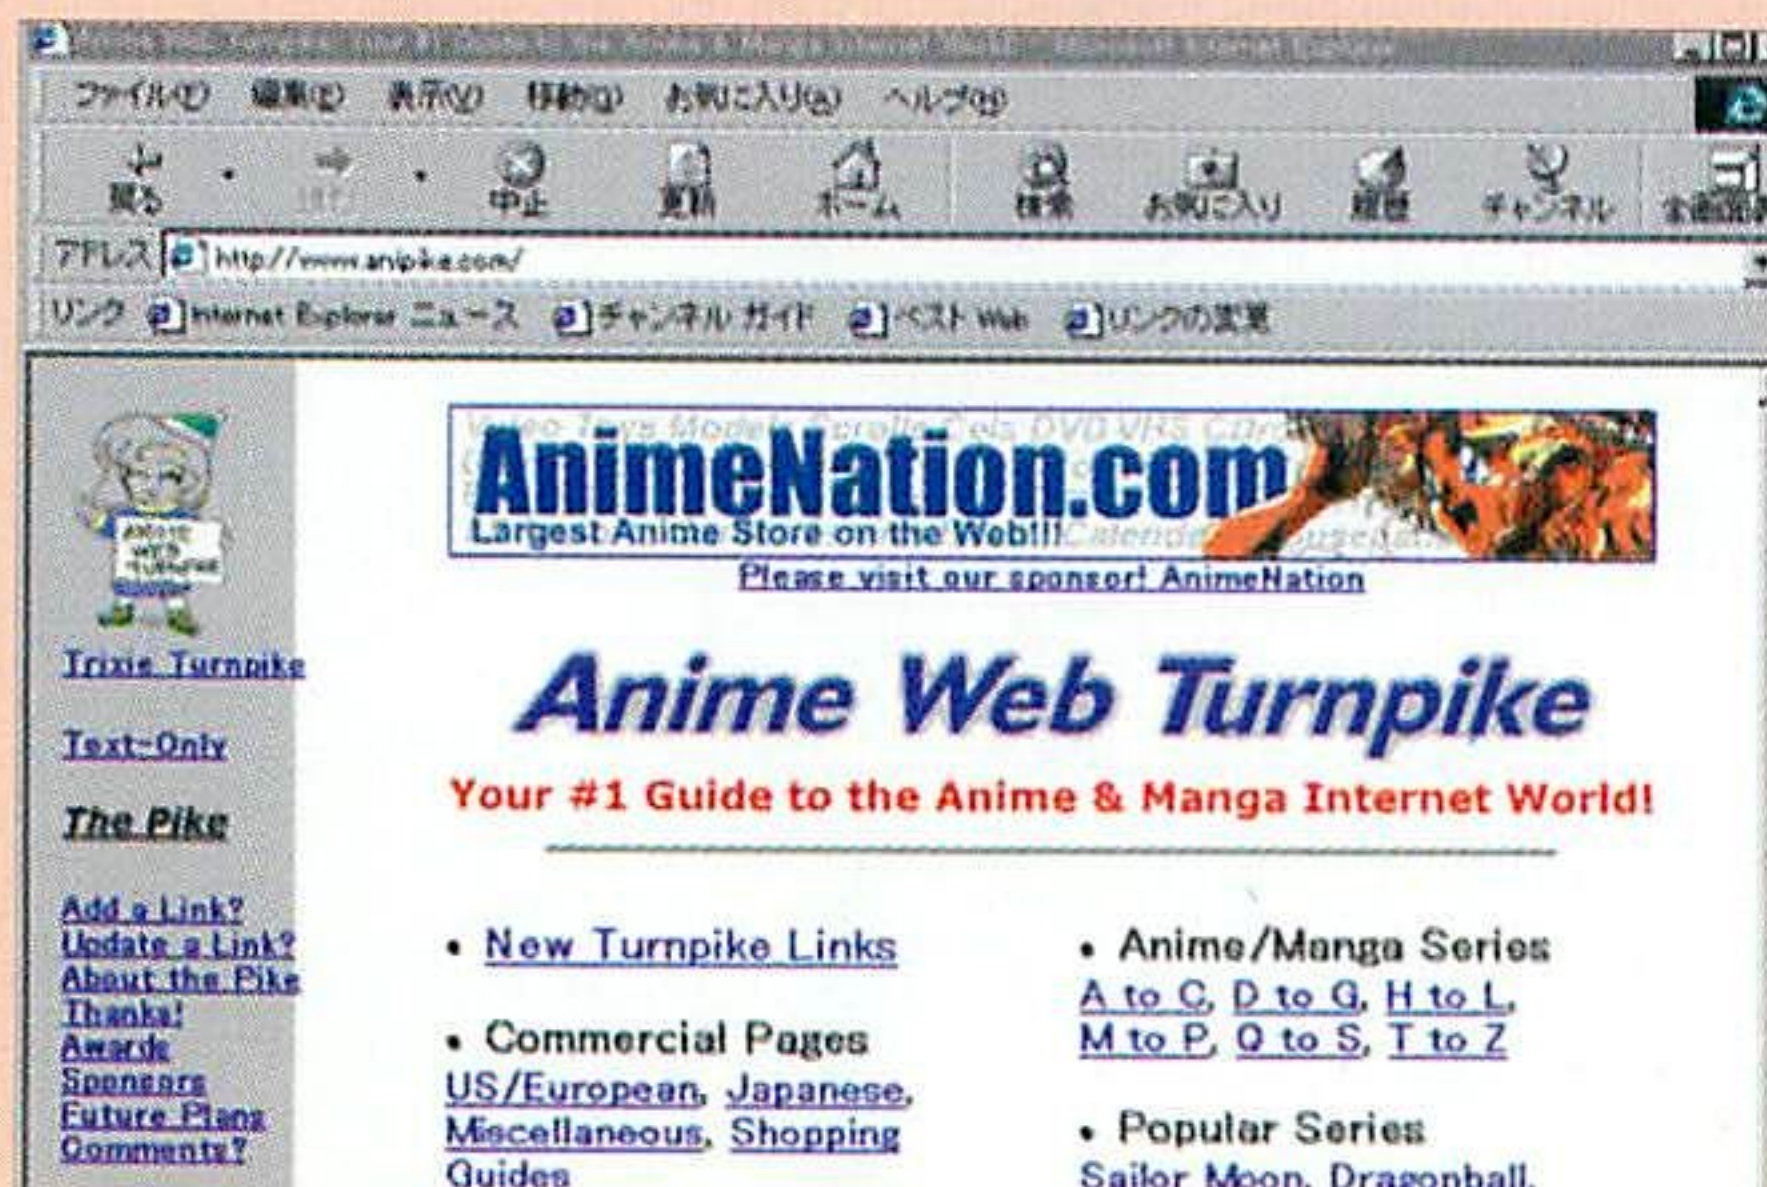 ファイル(F) 編集(E) 表示(V) 移動(G) お気に入り(A) ヘルプ(H)
戻る 中止 更新 ホーム 検索 お気に入り 履歴 チャンネル
アドレス http://www.anipike.com/
リンク Internet Explorer ニュース チャンネル ガイド ベスト Web リンクの変更
ANIME
WEB
TURNPIKE
Trixie Turnpike
Text-Only
The Pike
Add a Link?
Update a Link?
About the Pike
Thanks!
Awards
Sponsors
Future Plans
Comments?
AnimeNation.com
Largest Anime Store on the Web!!!
Please visit our sponsor! AnimeNation
Anime Web Turnpike
Your #1 Guide to the Anime & Manga Internet World!
• New Turnpike Links
• Commercial Pages
US/European, Japanese,
Miscellaneous, Shopping
Guides
• Anime/Manga Series
A to C, D to G, H to L,
M to P, Q to S, T to Z
• Popular Series
Sailor Moon, Dragonball,